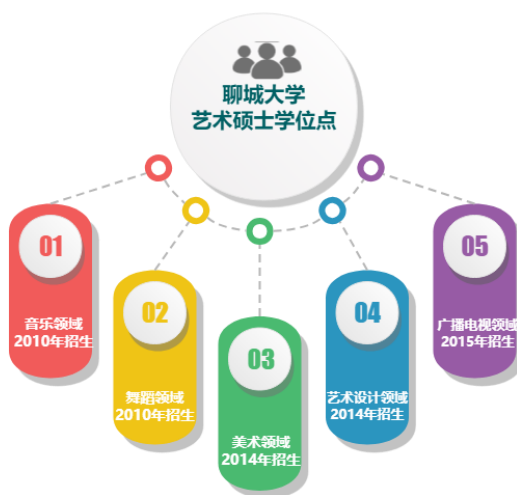 聊城大学
艺术硕士学位点
01
音乐领域
2010年招生
02
舞蹈领域
2010年招生
03
美术领域
2014年招生
04
艺术设计领域
2014年招生
05
广播电视领域
2015年招生